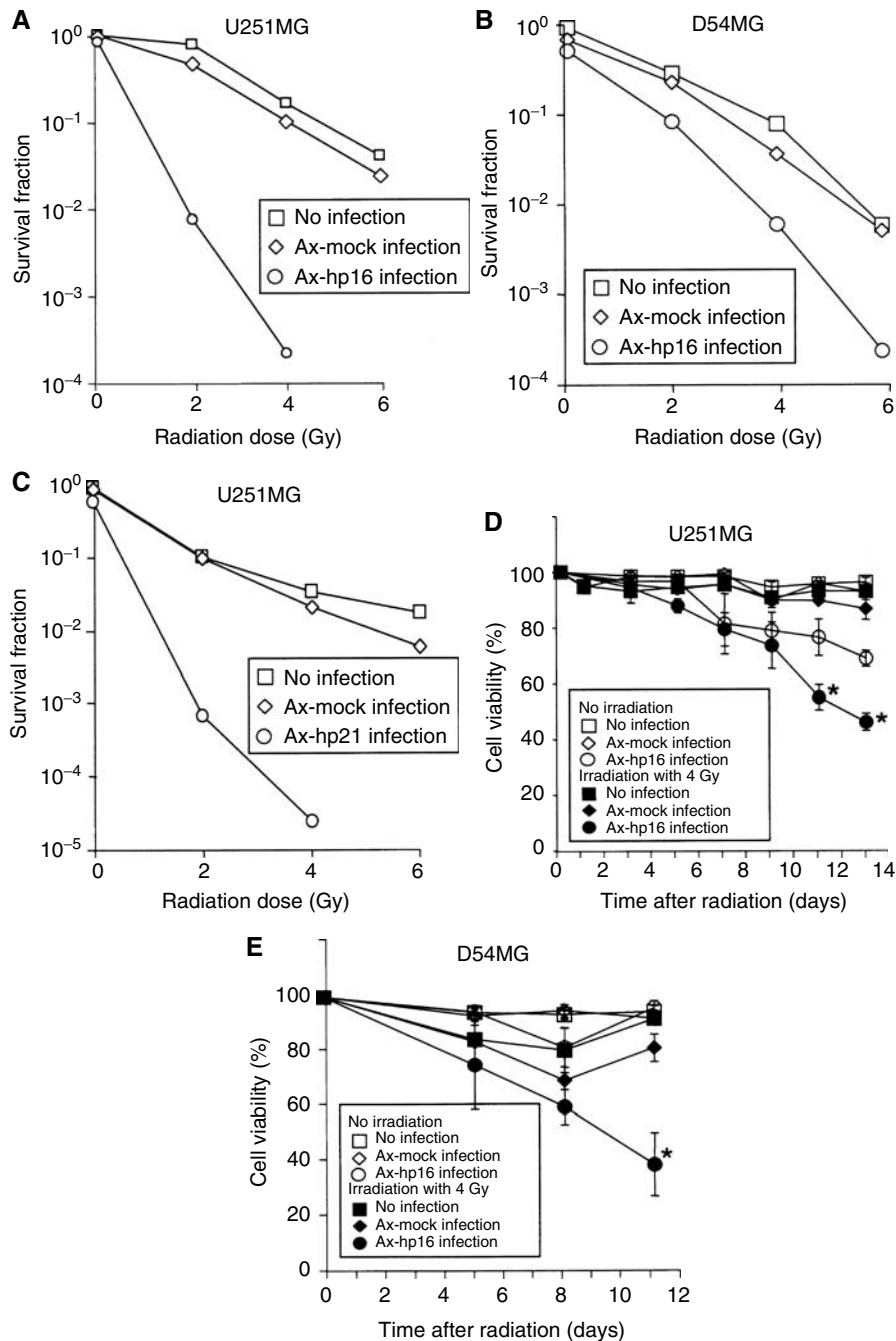 A
U251MG
10^0
10^-1
10^-2
10^-3
10^-4
Survival fraction
No infection
Ax-mock infection
Ax-hp16 infection
0 2 4 6
Radiation dose (Gy)
B
D54MG
10^0
10^-1
10^-2
10^-3
10^-4
Survival fraction
No infection
Ax-mock infection
Ax-hp16 infection
0 2 4 6
Radiation dose (Gy)
C
U251MG
10^0
10^-1
10^-2
10^-3
10^-4
10^-5
Survival fraction
No infection
Ax-mock infection
Ax-hp21 infection
0 2 4 6
Radiation dose (Gy)
D
U251MG
100
80
60
40
20
0
Cell viability (%)
*
*
No irradiation
No infection
Ax-mock infection
Ax-hp16 infection
Irradiation with 4 Gy
No infection
Ax-mock infection
Ax-hp16 infection
0 2 4 6 8 10 12 14
Time after radiation (days)
E
D54MG
100
80
60
40
20
0
Cell viability (%)
*
No irradiation
No infection
Ax-mock infection
Ax-hp16 infection
Irradiation with 4 Gy
No infection
Ax-mock infection
Ax-hp16 infection
0 2 4 6 8 10 12
Time after radiation (days)